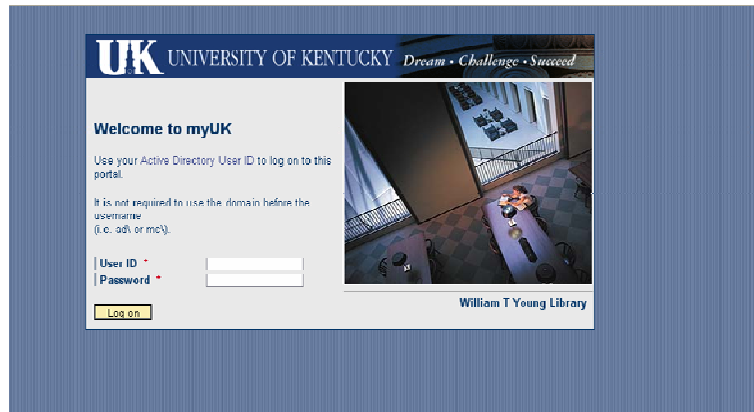 UK UNIVERSITY OF KENTUCKY Dream • Challenge • Succeed
Welcome to myUK
Use your Active Directory User ID to log on to this
portal.
It is not required to use the domain before the
username
(i.e. ad\ or mc\).
User ID *
Password *
Log on
William T Young Library